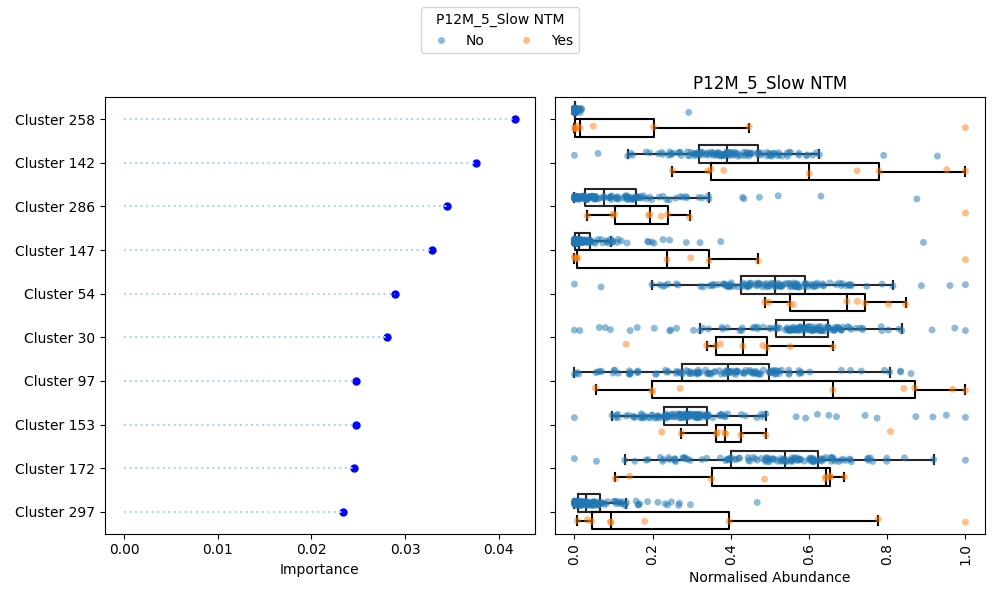 P12M_5_Slow NTM
No Yes
P12M_5_Slow NTM
Cluster 258
Cluster 142
Cluster 286
Cluster 147
Cluster 54
Cluster 30
Cluster 97
Cluster 153
Cluster 172
Cluster 297
0.00 0.01 0.02 0.03 0.04
Importance
0.0 0.2 0.4 0.6 0.8 1.0
Normalised Abundance